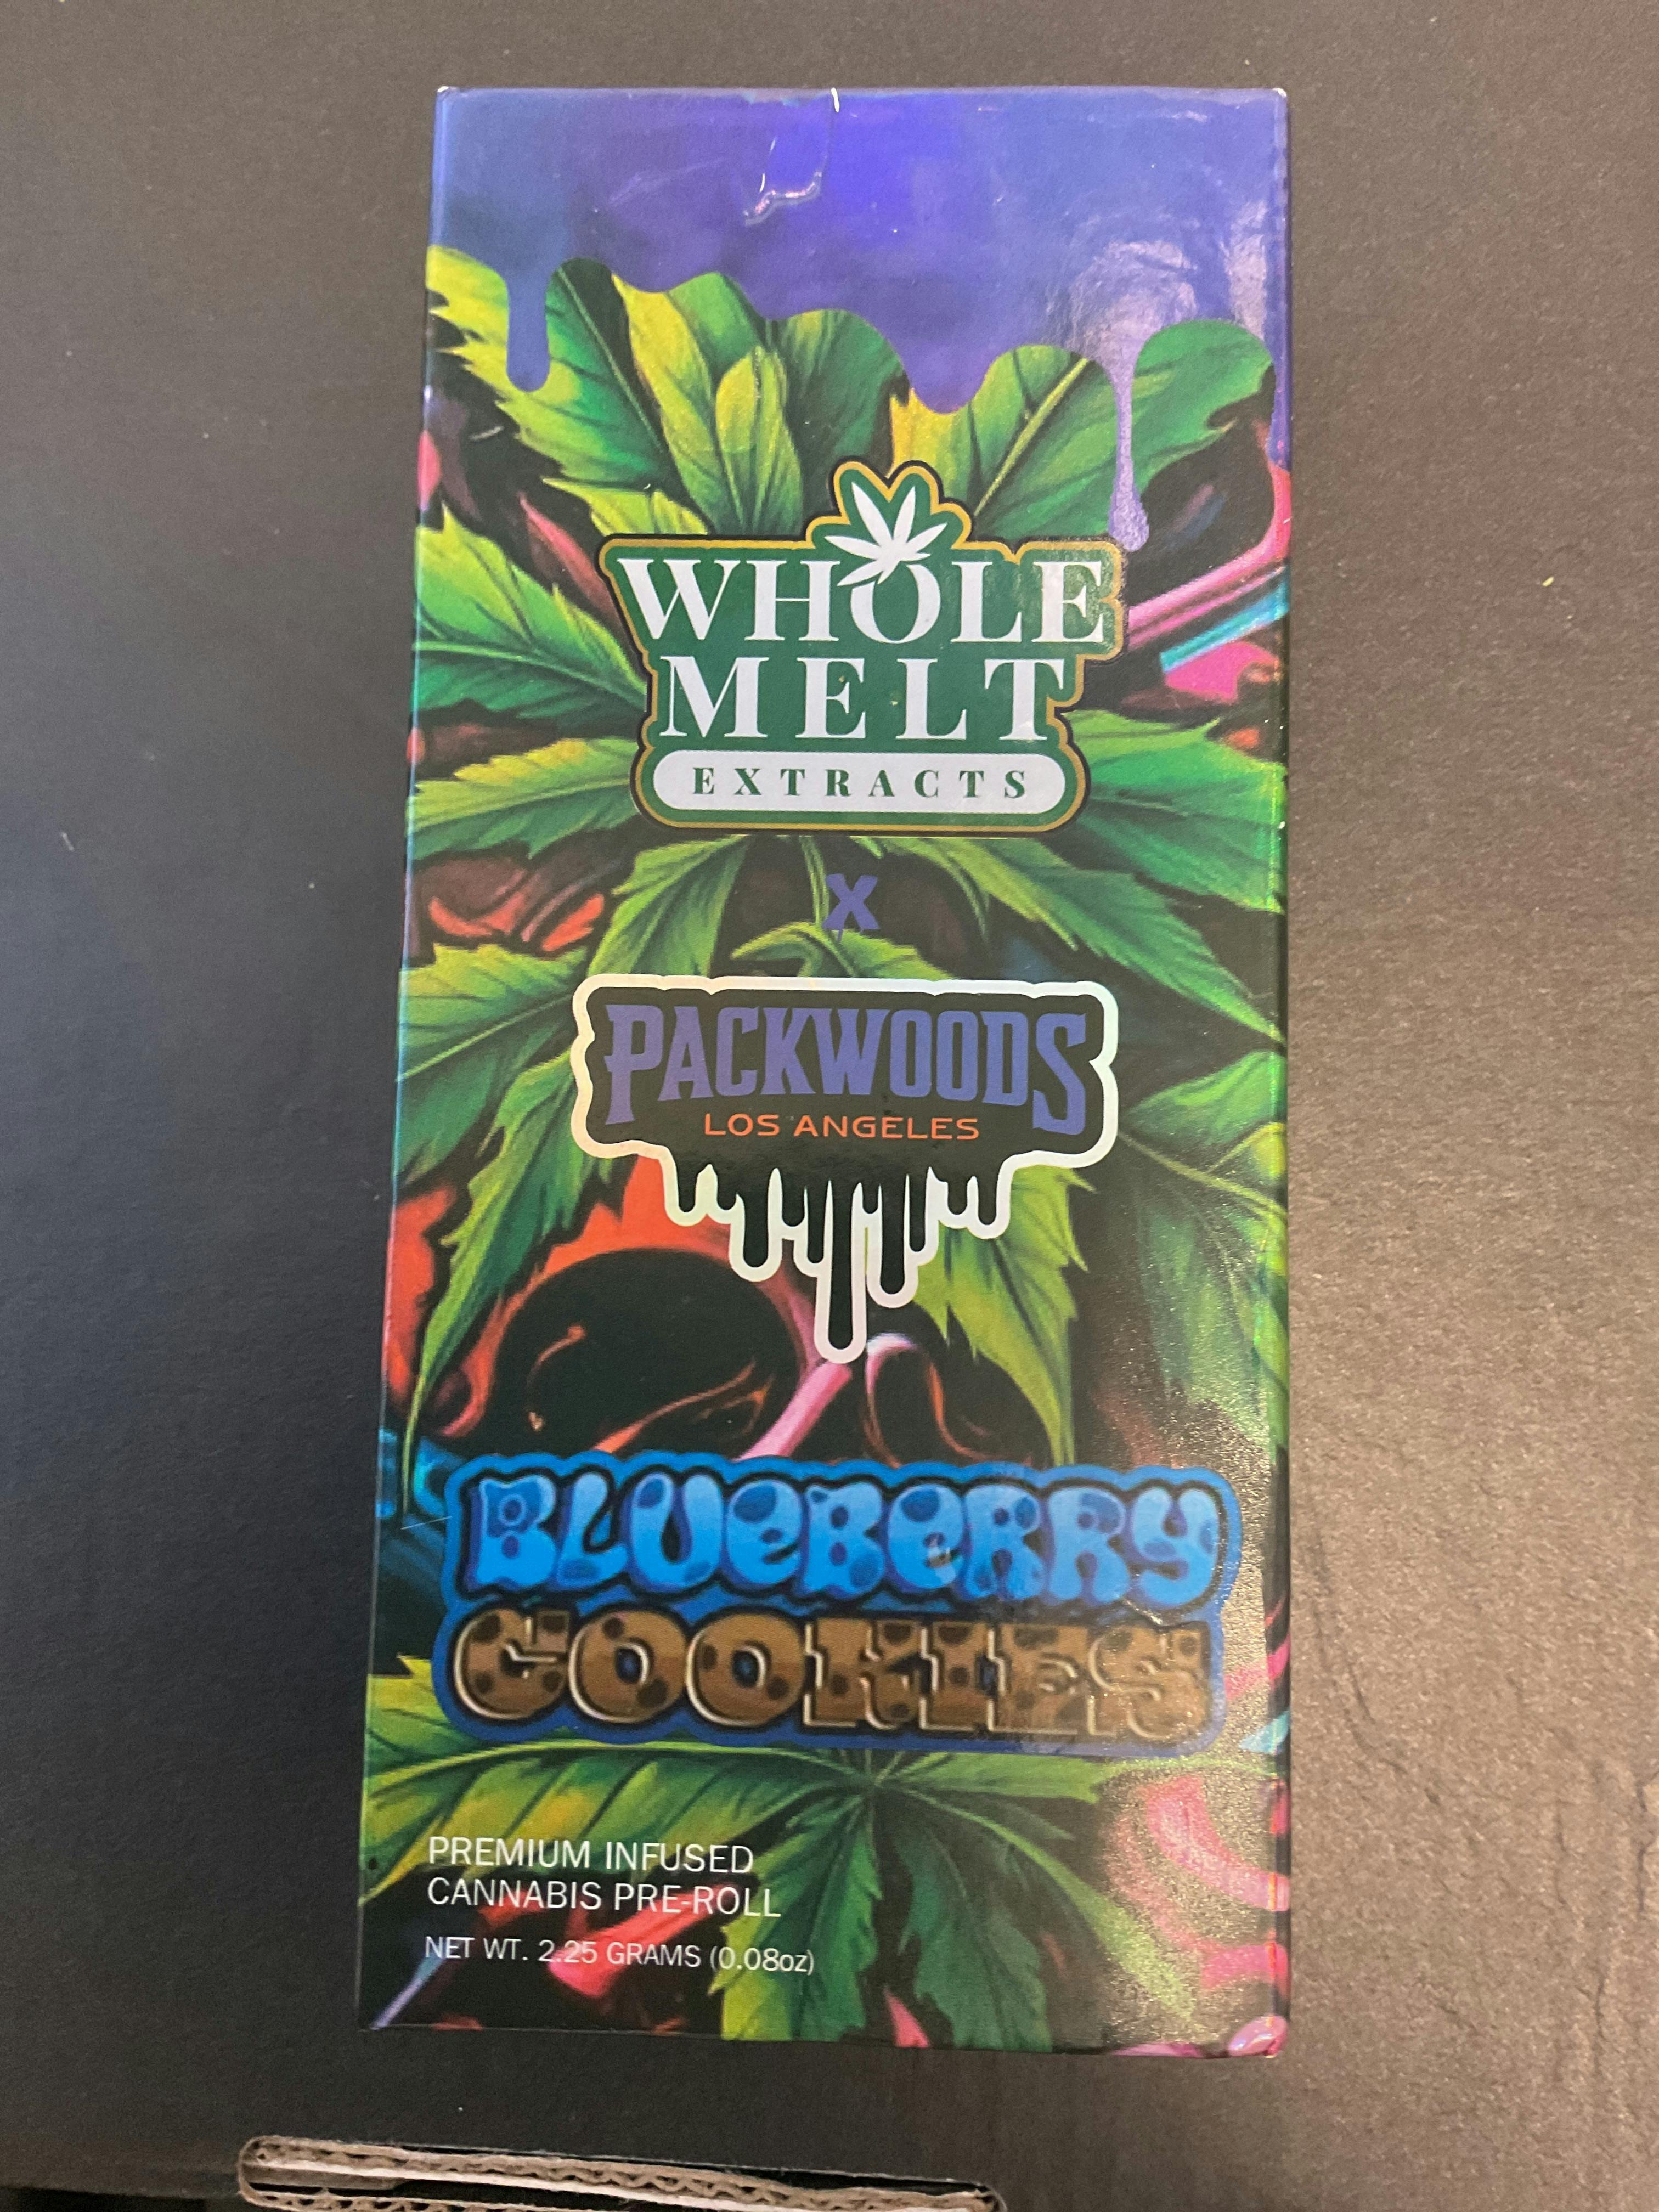 WHOLE
MELT
EXTRACTS
X
PACKWOODS
LOS ANGELES
BLUEBERRY
COOKIES
PREMIUM INFUSED
CANNABIS PRE-ROLL
NET WT. 2.25 GRAMS (0.08oz)